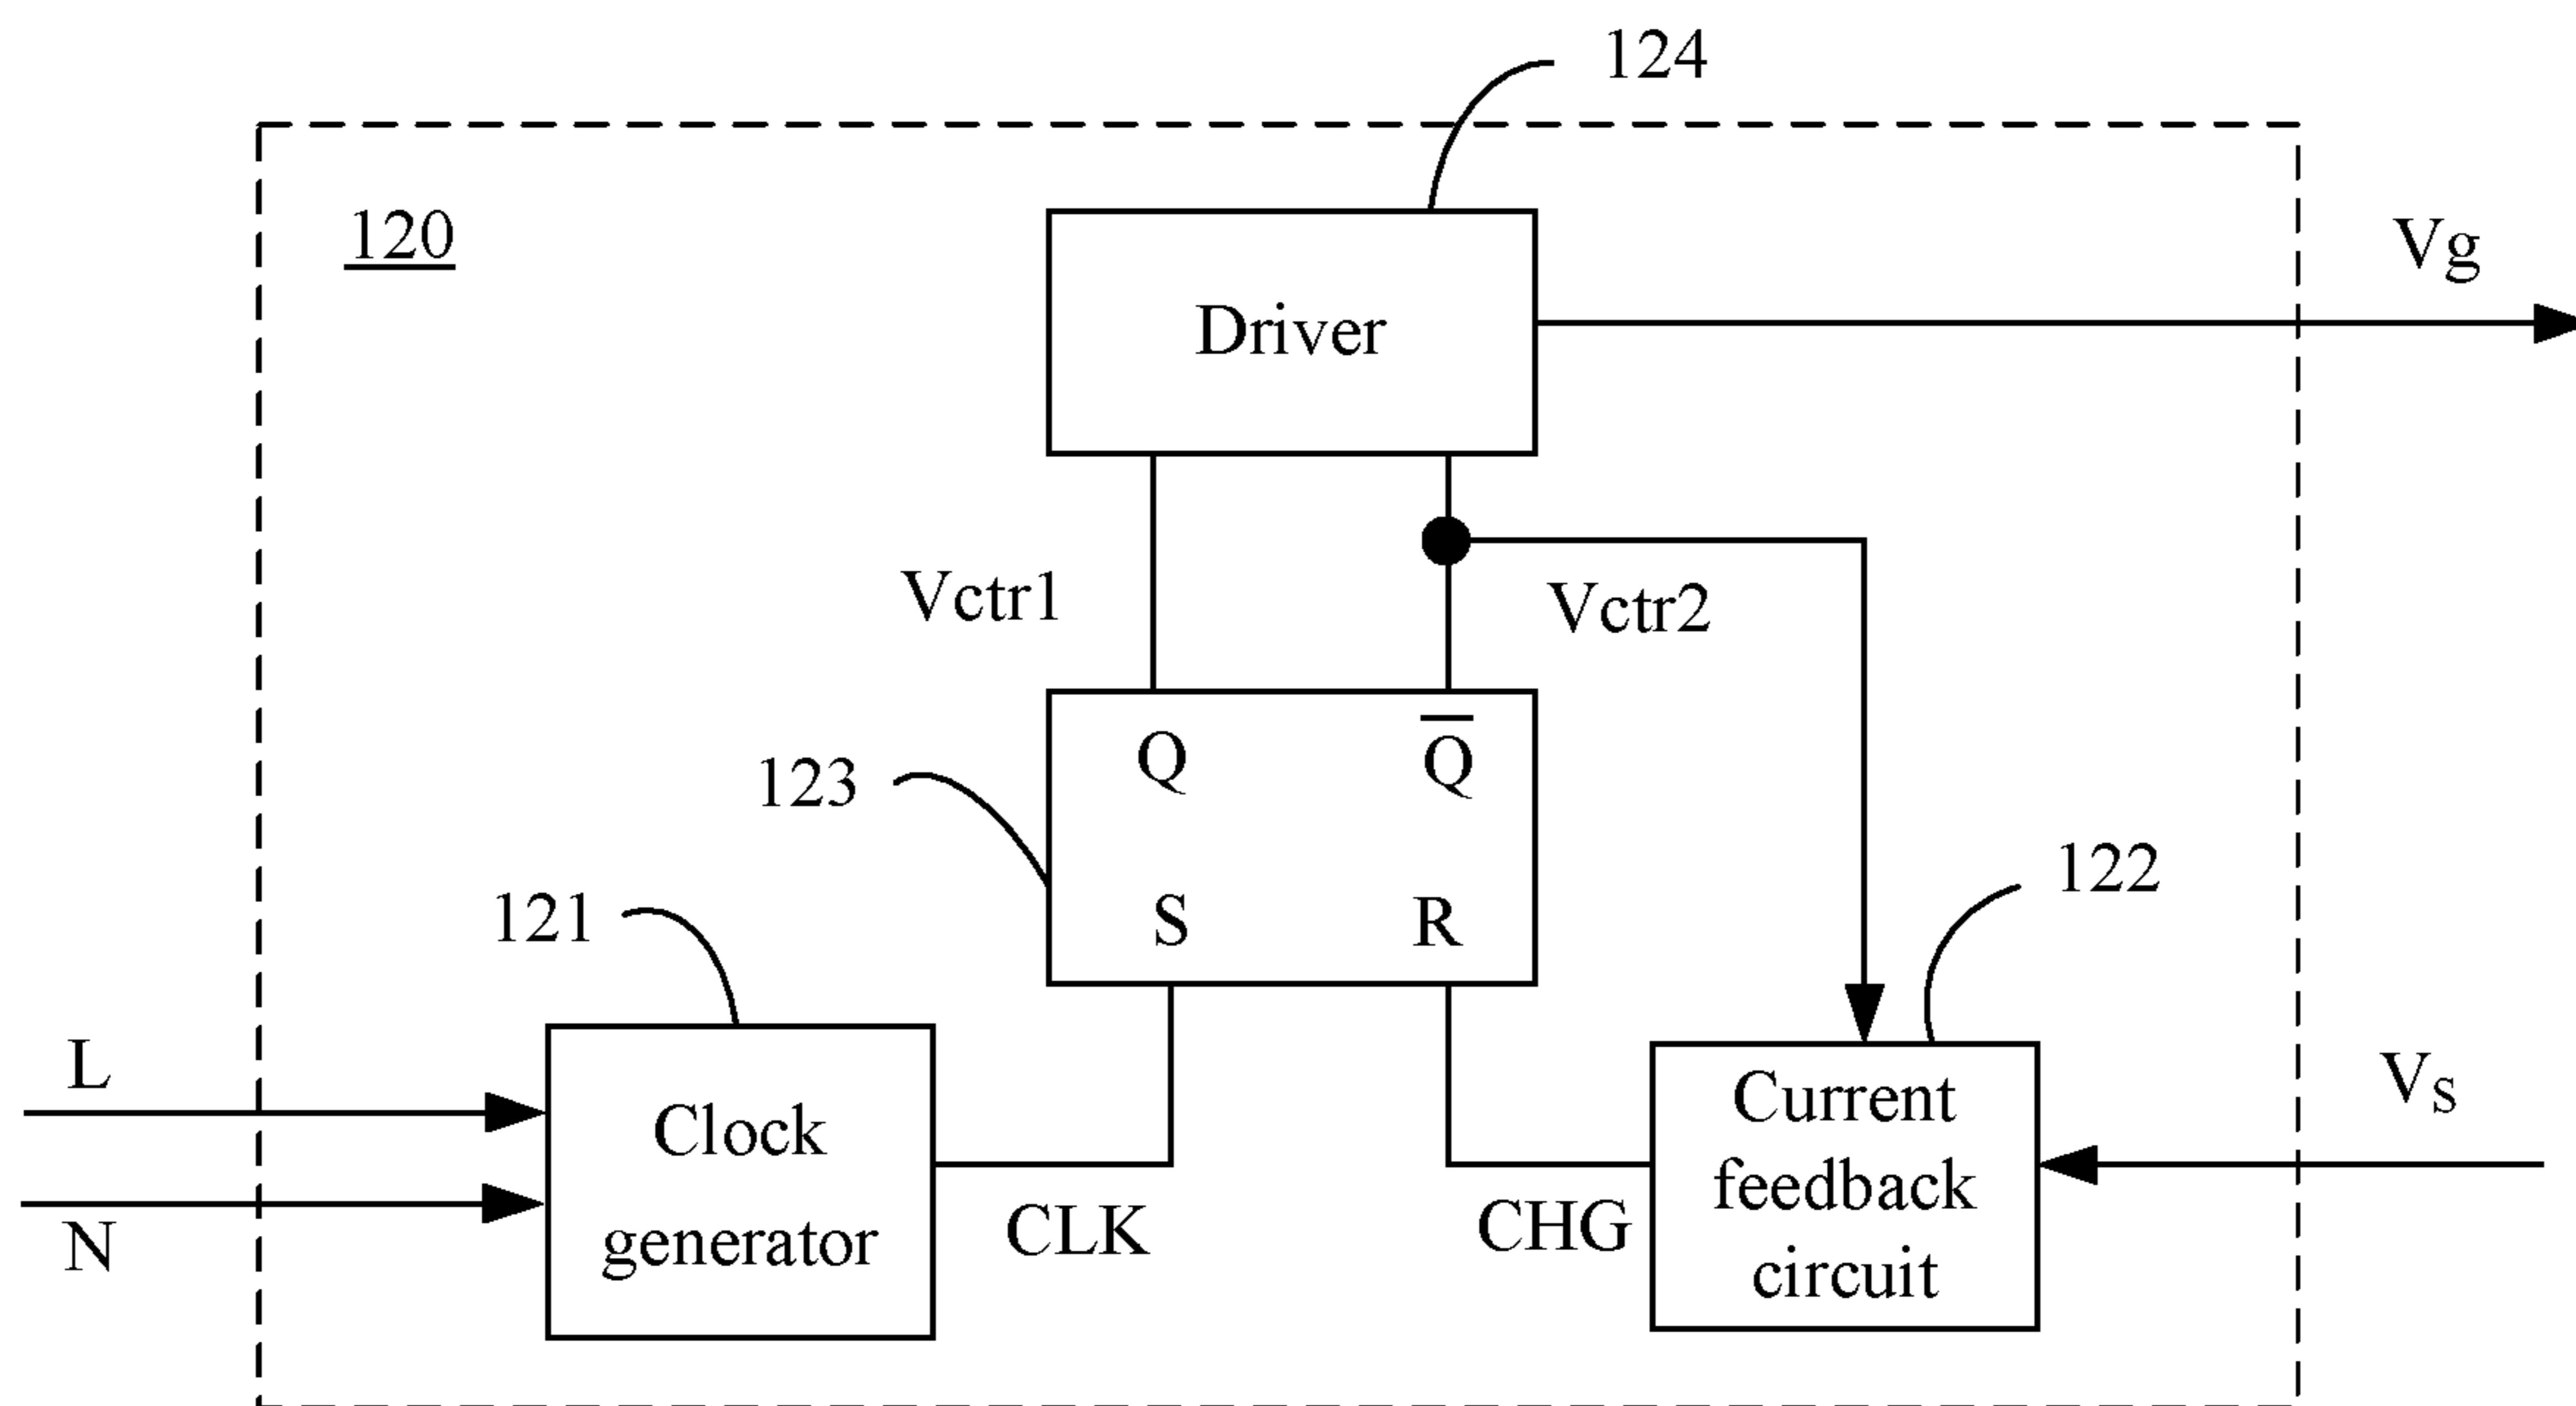 124
120
Vg
Driver
Vctr1
Vctr2
Q
Q̅
123
S
R
121
122
L
N
Clock
generator
CLK
CHG
Current
feedback
circuit
VS